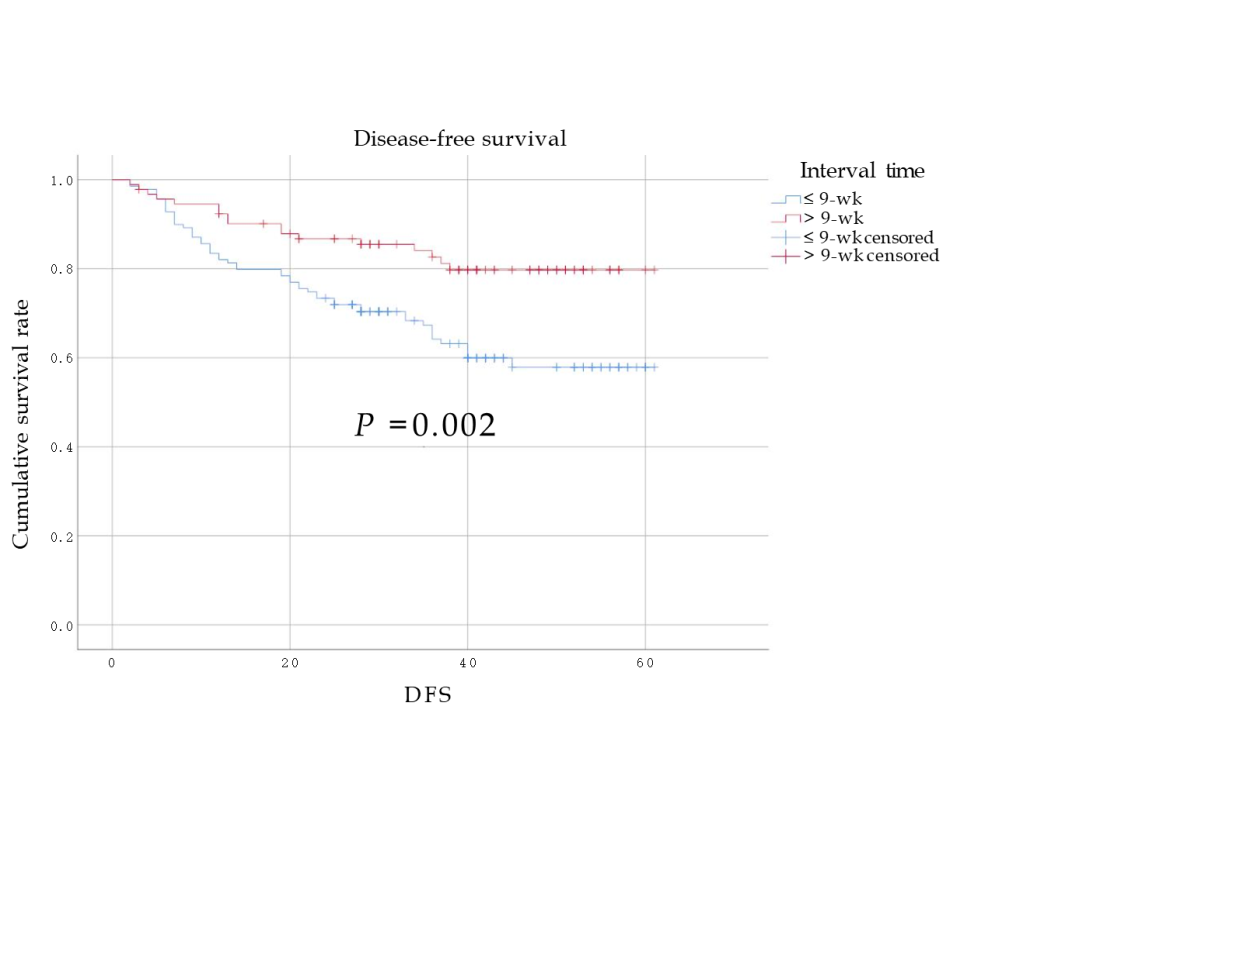 Disease-free survival
Interval time
≤ 9-wk
> 9-wk
≤ 9-wk censored
> 9-wk censored
Cumulative survival rate
1.0
0.8
0.6
0.4
0.2
0.0
P =0.002
0 20 40 60
DFS